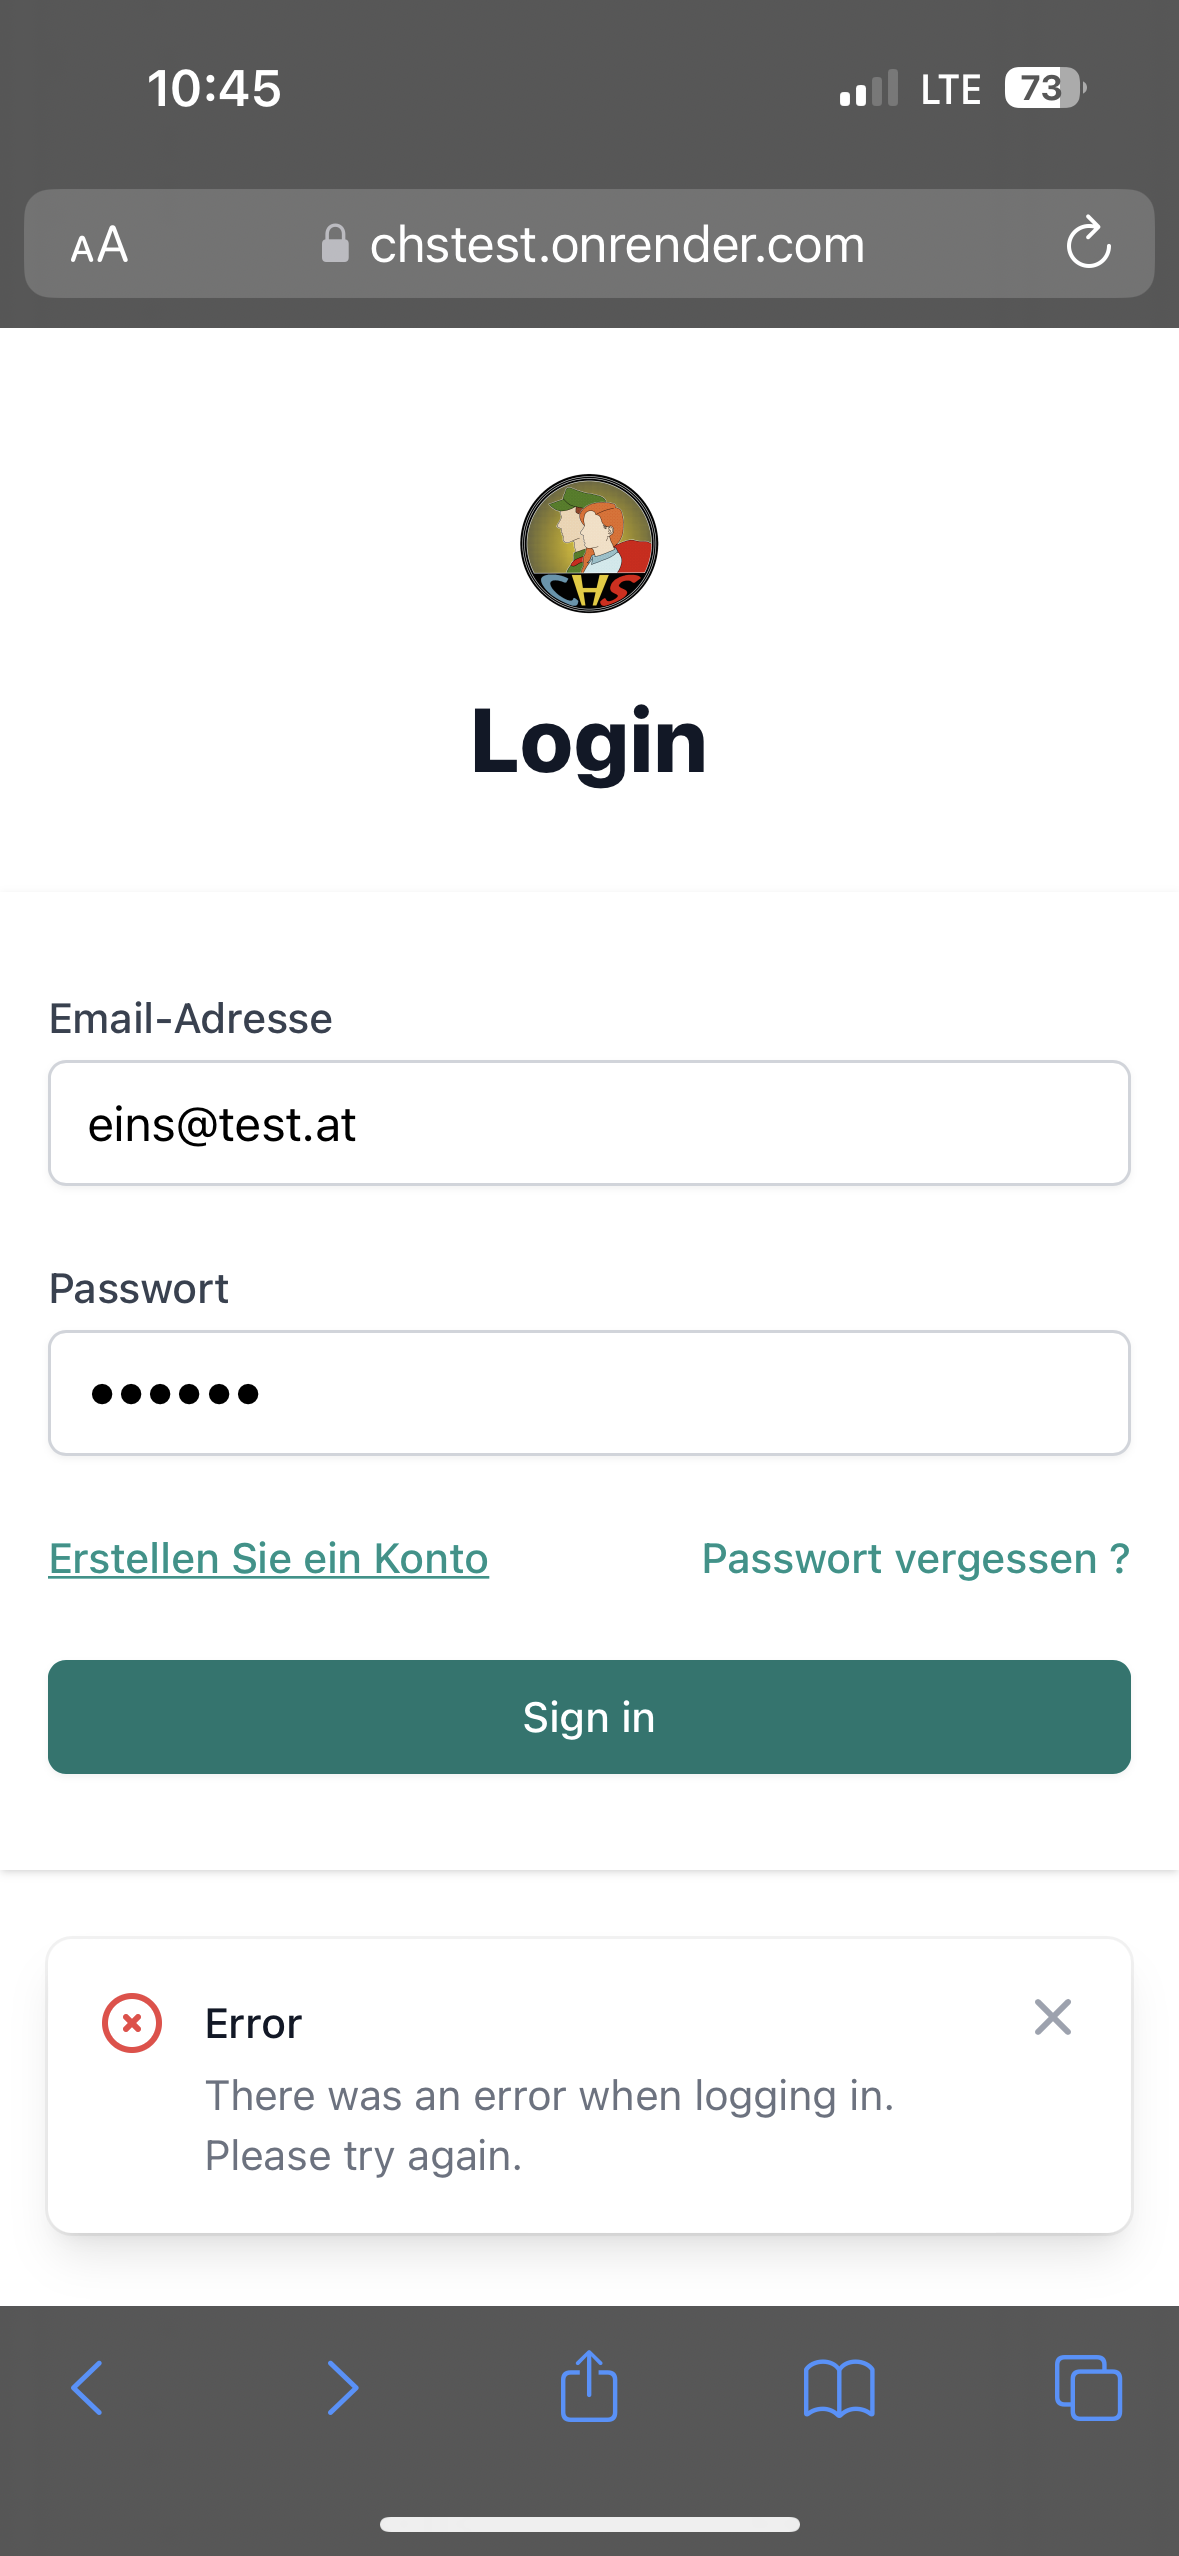 10:45
LTE
73
AA
chstest.onrender.com
CHS
Login
Email-Adresse
eins@test.at
Passwort
••••••
Erstellen Sie ein Konto
Passwort vergessen ?
Sign in
Error
There was an error when logging in.
Please try again.